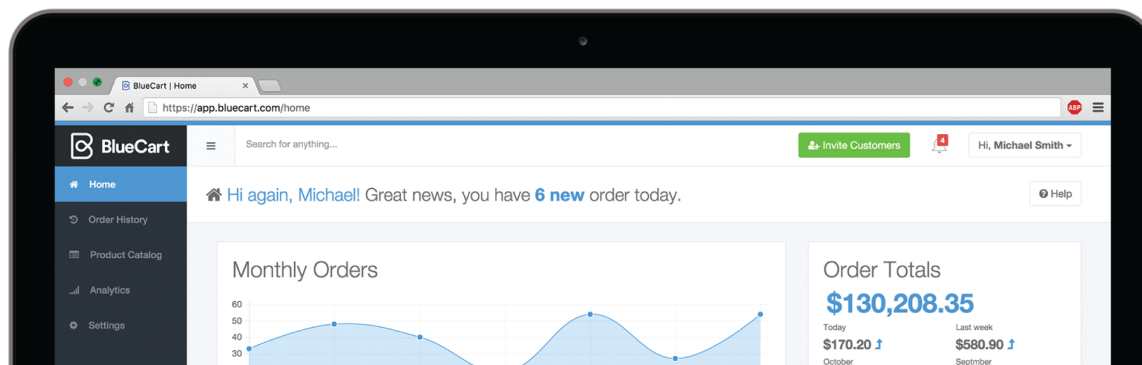 BlueCart | Home
https://app.bluecart.com/home
ABP
BlueCart
Search for anything...
Invite Customers
4
Hi, Michael Smith
Home
Hi again, Michael! Great news, you have 6 new order today.
Help
Order History
Product Catalog
Analytics
Settings
Monthly Orders
60
50
40
30
Order Totals
$130,208.35
Today
Last week
$170.20
$580.90
October
Septmber